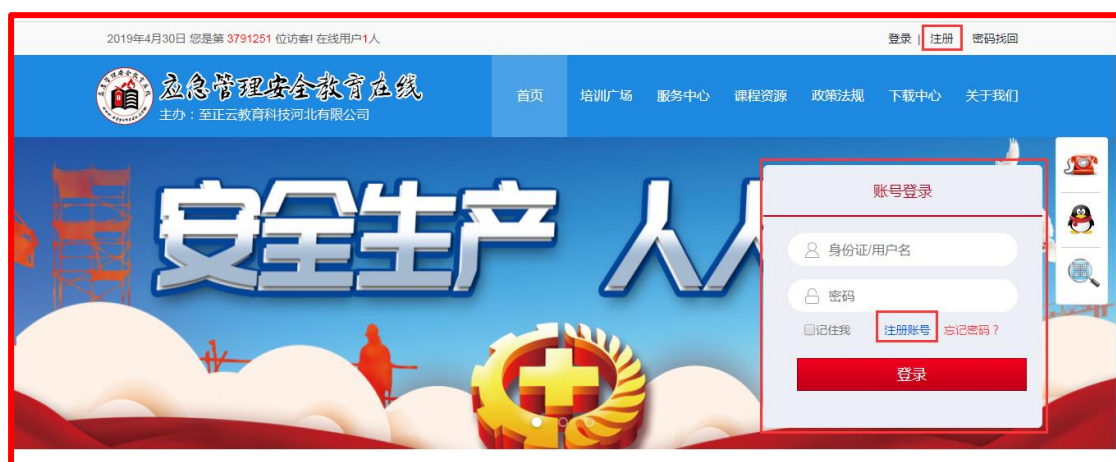 2019年4月30日 您是第 3791251 位访客! 在线用户1人
登录 | 注册 密码找回
应急管理安全教育在线
主办：至正云教育科技河北有限公司
首页 培训广场 服务中心 课程资源 政策法规 下载中心 关于我们
安全生产 人人
账号登录
身份证/用户名
密码
记住我 注册账号 忘记密码？
登录